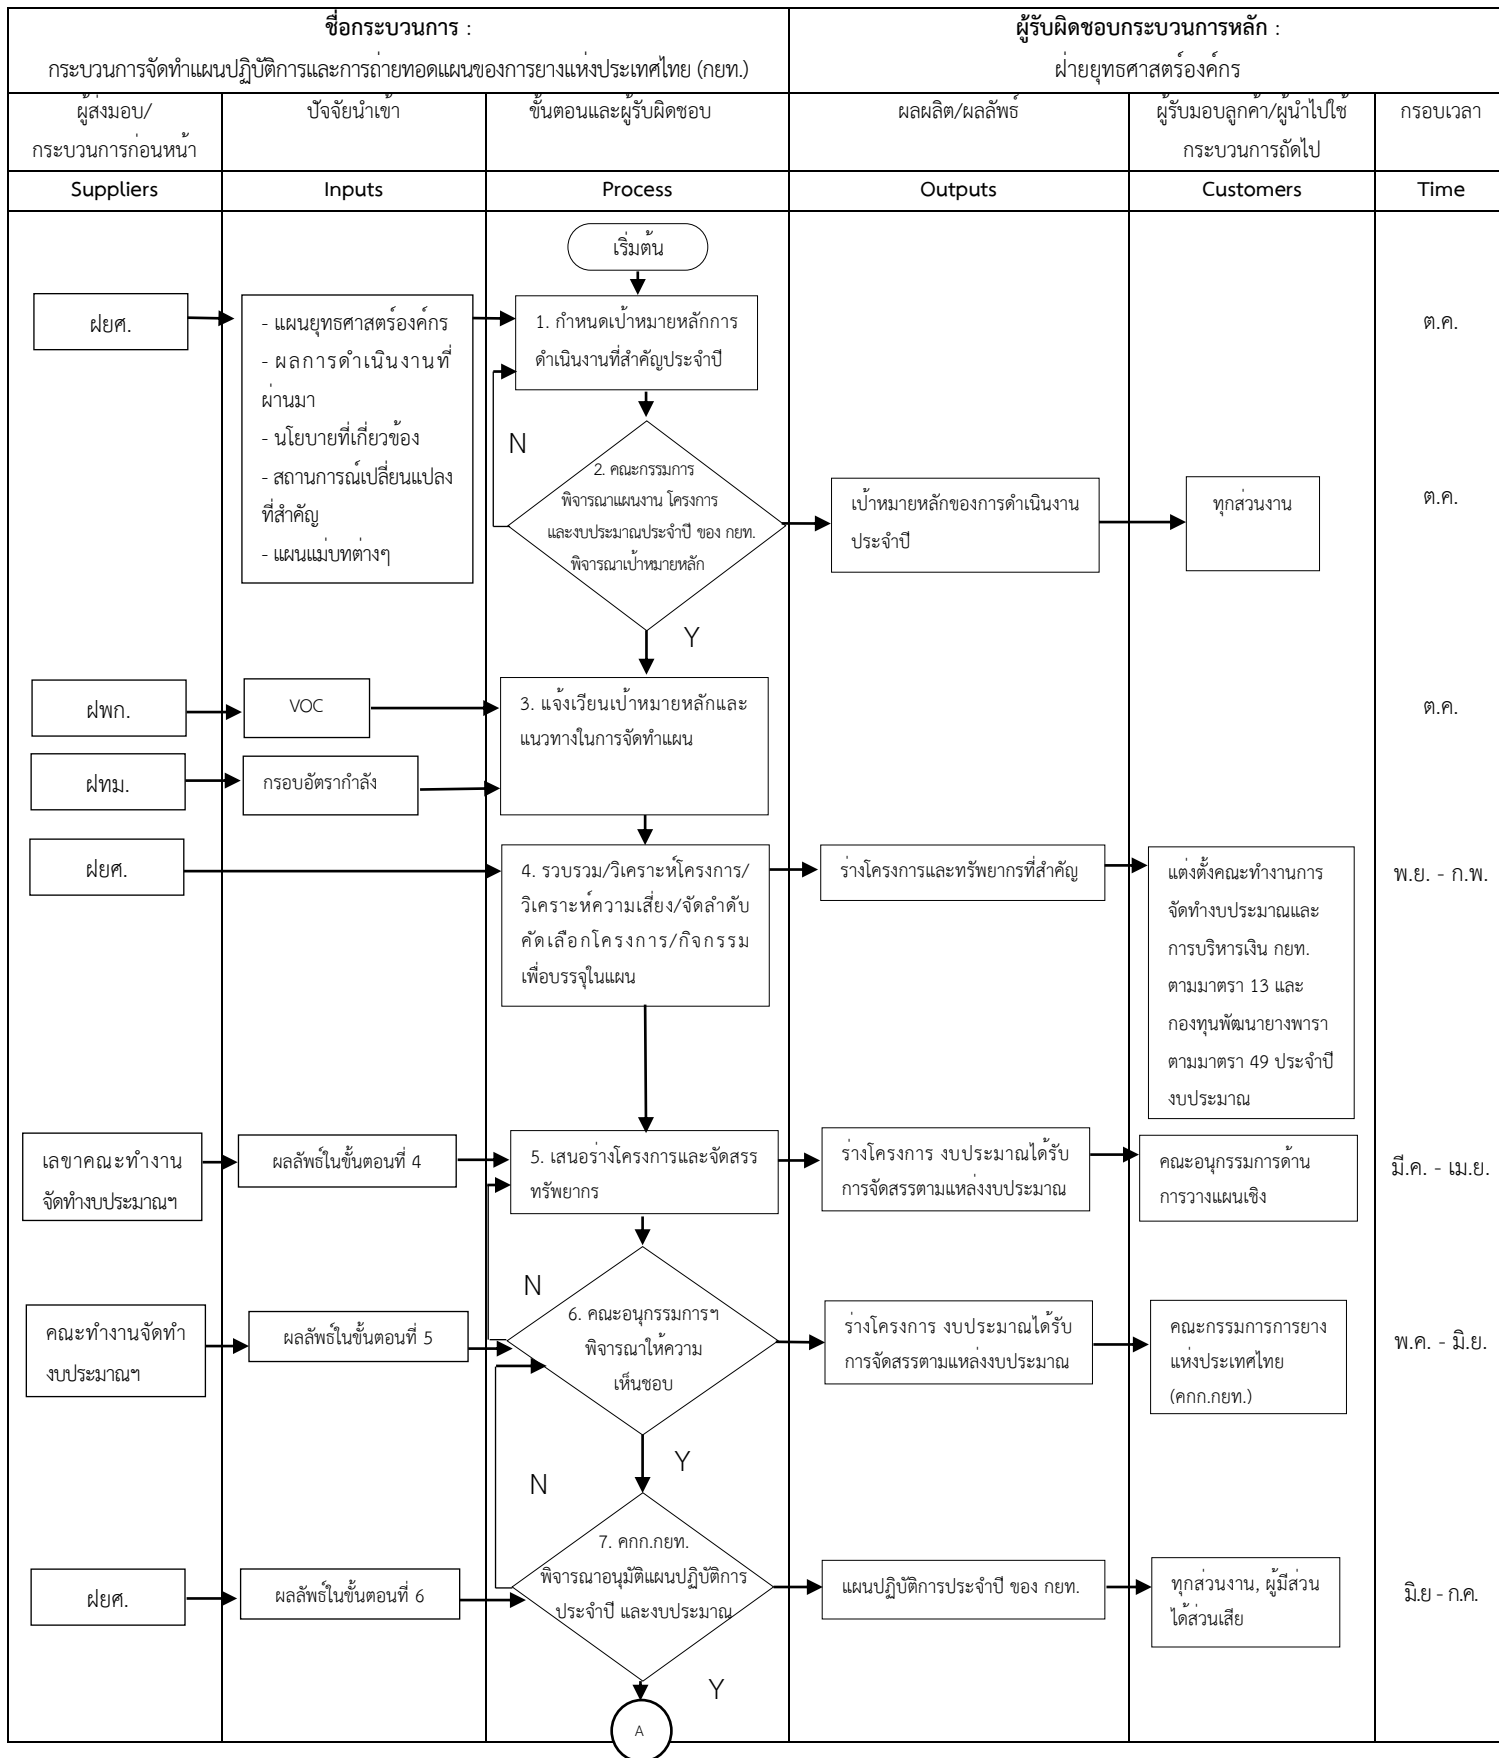 ชื่อกระบวนการ :
กระบวนการจัดทำแผนปฏิบัติการและการถ่ายทอดแผนของการยางแห่งประเทศไทย (กยท.)
ผู้รับผิดชอบกระบวนการหลัก :
ฝ่ายยุทธศาสตร์องค์กร
ผู้ส่งมอบ/
กระบวนการก่อนหน้า
ปัจจัยนำเข้า
ขั้นตอนและผู้รับผิดชอบ
ผลผลิต/ผลลัพธ์
ผู้รับมอบลูกค้า/ผู้นำไปใช้
กระบวนการถัดไป
กรอบเวลา
Suppliers
Inputs
Process
Outputs
Customers
Time
เริ่มต้น
ฝยศ.
- แผนยุทธศาสตร์องค์กร
- ผลการดำเนินงานที่
ผ่านมา
- นโยบายที่เกี่ยวข้อง
- สถานการณ์เปลี่ยนแปลง
ที่สำคัญ
- แผนแม่บทต่างๆ
1. กำหนดเป้าหมายหลักการ
ดำเนินงานที่สำคัญประจำปี
ต.ค.
N
2. คณะกรรมการ
พิจารณาแผนงาน โครงการ
และงบประมาณประจำปี ของ กยท.
พิจารณาเป้าหมายหลัก
เป้าหมายหลักของการดำเนินงาน
ประจำปี
ทุกส่วนงาน
ต.ค.
Y
ฝพก.
VOC
3. แจ้งเวียนเป้าหมายหลักและ
แนวทางในการจัดทำแผน
ต.ค.
ฝทม.
กรอบอัตรากำลัง
ฝยศ.
4. รวบรวม/วิเคราะห์โครงการ/
วิเคราะห์ความเสี่ยง/จัดลำดับ
คัดเลือกโครงการ/กิจกรรม
เพื่อบรรจุในแผน
ร่างโครงการและทรัพยากรที่สำคัญ
แต่งตั้งคณะทำงานการ
จัดทำงบประมาณและ
การบริหารเงิน กยท.
ตามมาตรา 13 และ
กองทุนพัฒนายางพารา
ตามมาตรา 49 ประจำปี
งบประมาณ
พ.ย. - ก.พ.
เลขาคณะทำงาน
จัดทำงบประมาณฯ
ผลลัพธ์ในขั้นตอนที่ 4
5. เสนอร่างโครงการและจัดสรร
ทรัพยากร
ร่างโครงการ งบประมาณได้รับ
การจัดสรรตามแหล่งงบประมาณ
คณะอนุกรรมการด้าน
การวางแผนเชิง
มี.ค. - เม.ย.
N
คณะทำงานจัดทำ
งบประมาณฯ
ผลลัพธ์ในขั้นตอนที่ 5
6. คณะอนุกรรมการฯ
พิจารณาให้ความ
เห็นชอบ
ร่างโครงการ งบประมาณได้รับ
การจัดสรรตามแหล่งงบประมาณ
คณะกรรมการการยาง
แห่งประเทศไทย
(คกก.กยท.)
พ.ค. - มิ.ย.
Y
N
ฝยศ.
ผลลัพธ์ในขั้นตอนที่ 6
7. คกก.กยท.
พิจารณาอนุมัติแผนปฏิบัติการ
ประจำปี และงบประมาณ
แผนปฏิบัติการประจำปี ของ กยท.
ทุกส่วนงาน, ผู้มีส่วน
ได้ส่วนเสีย
มิ.ย - ก.ค.
Y
A